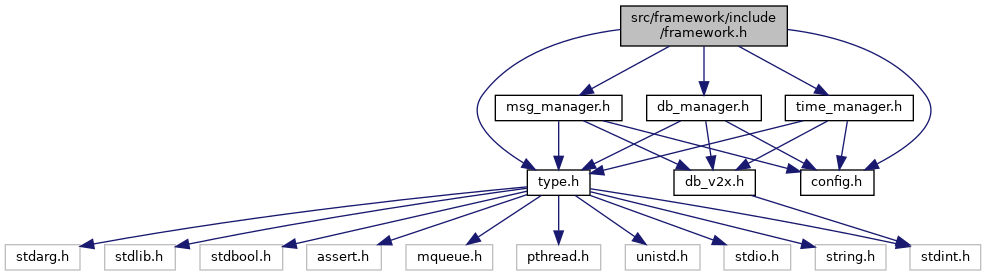 src/framework/include
/framework.h
msg_manager.h
db_manager.h
time_manager.h
type.h
db_v2x.h
config.h
stdarg.h
stdlib.h
stdbool.h
assert.h
mqueue.h
pthread.h
unistd.h
stdio.h
string.h
stdint.h